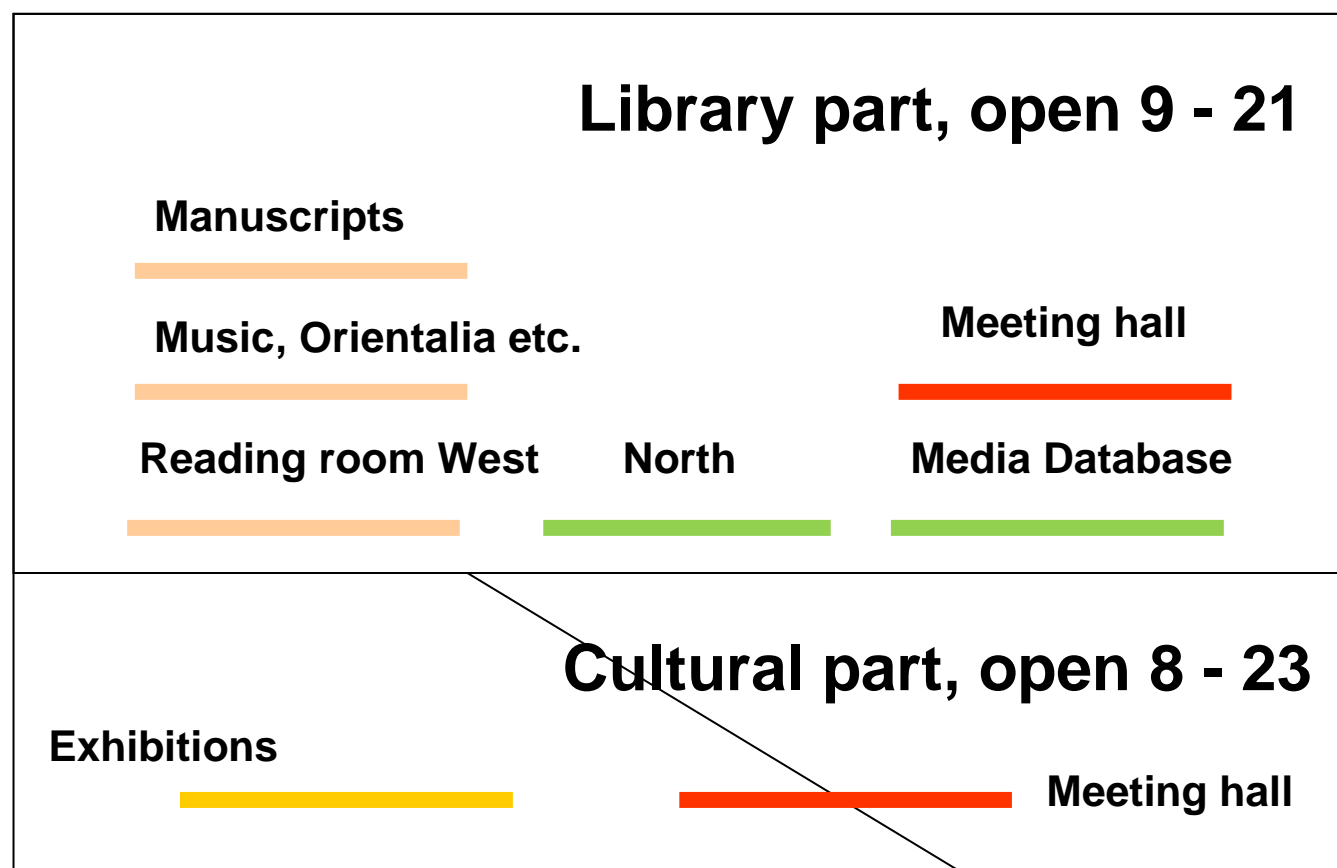 Library part, open 9 - 21
Manuscripts
Music, Orientalia etc.
Meeting hall
Reading room West
North
Media Database
Cultural part, open 8 - 23
Exhibitions
Meeting hall